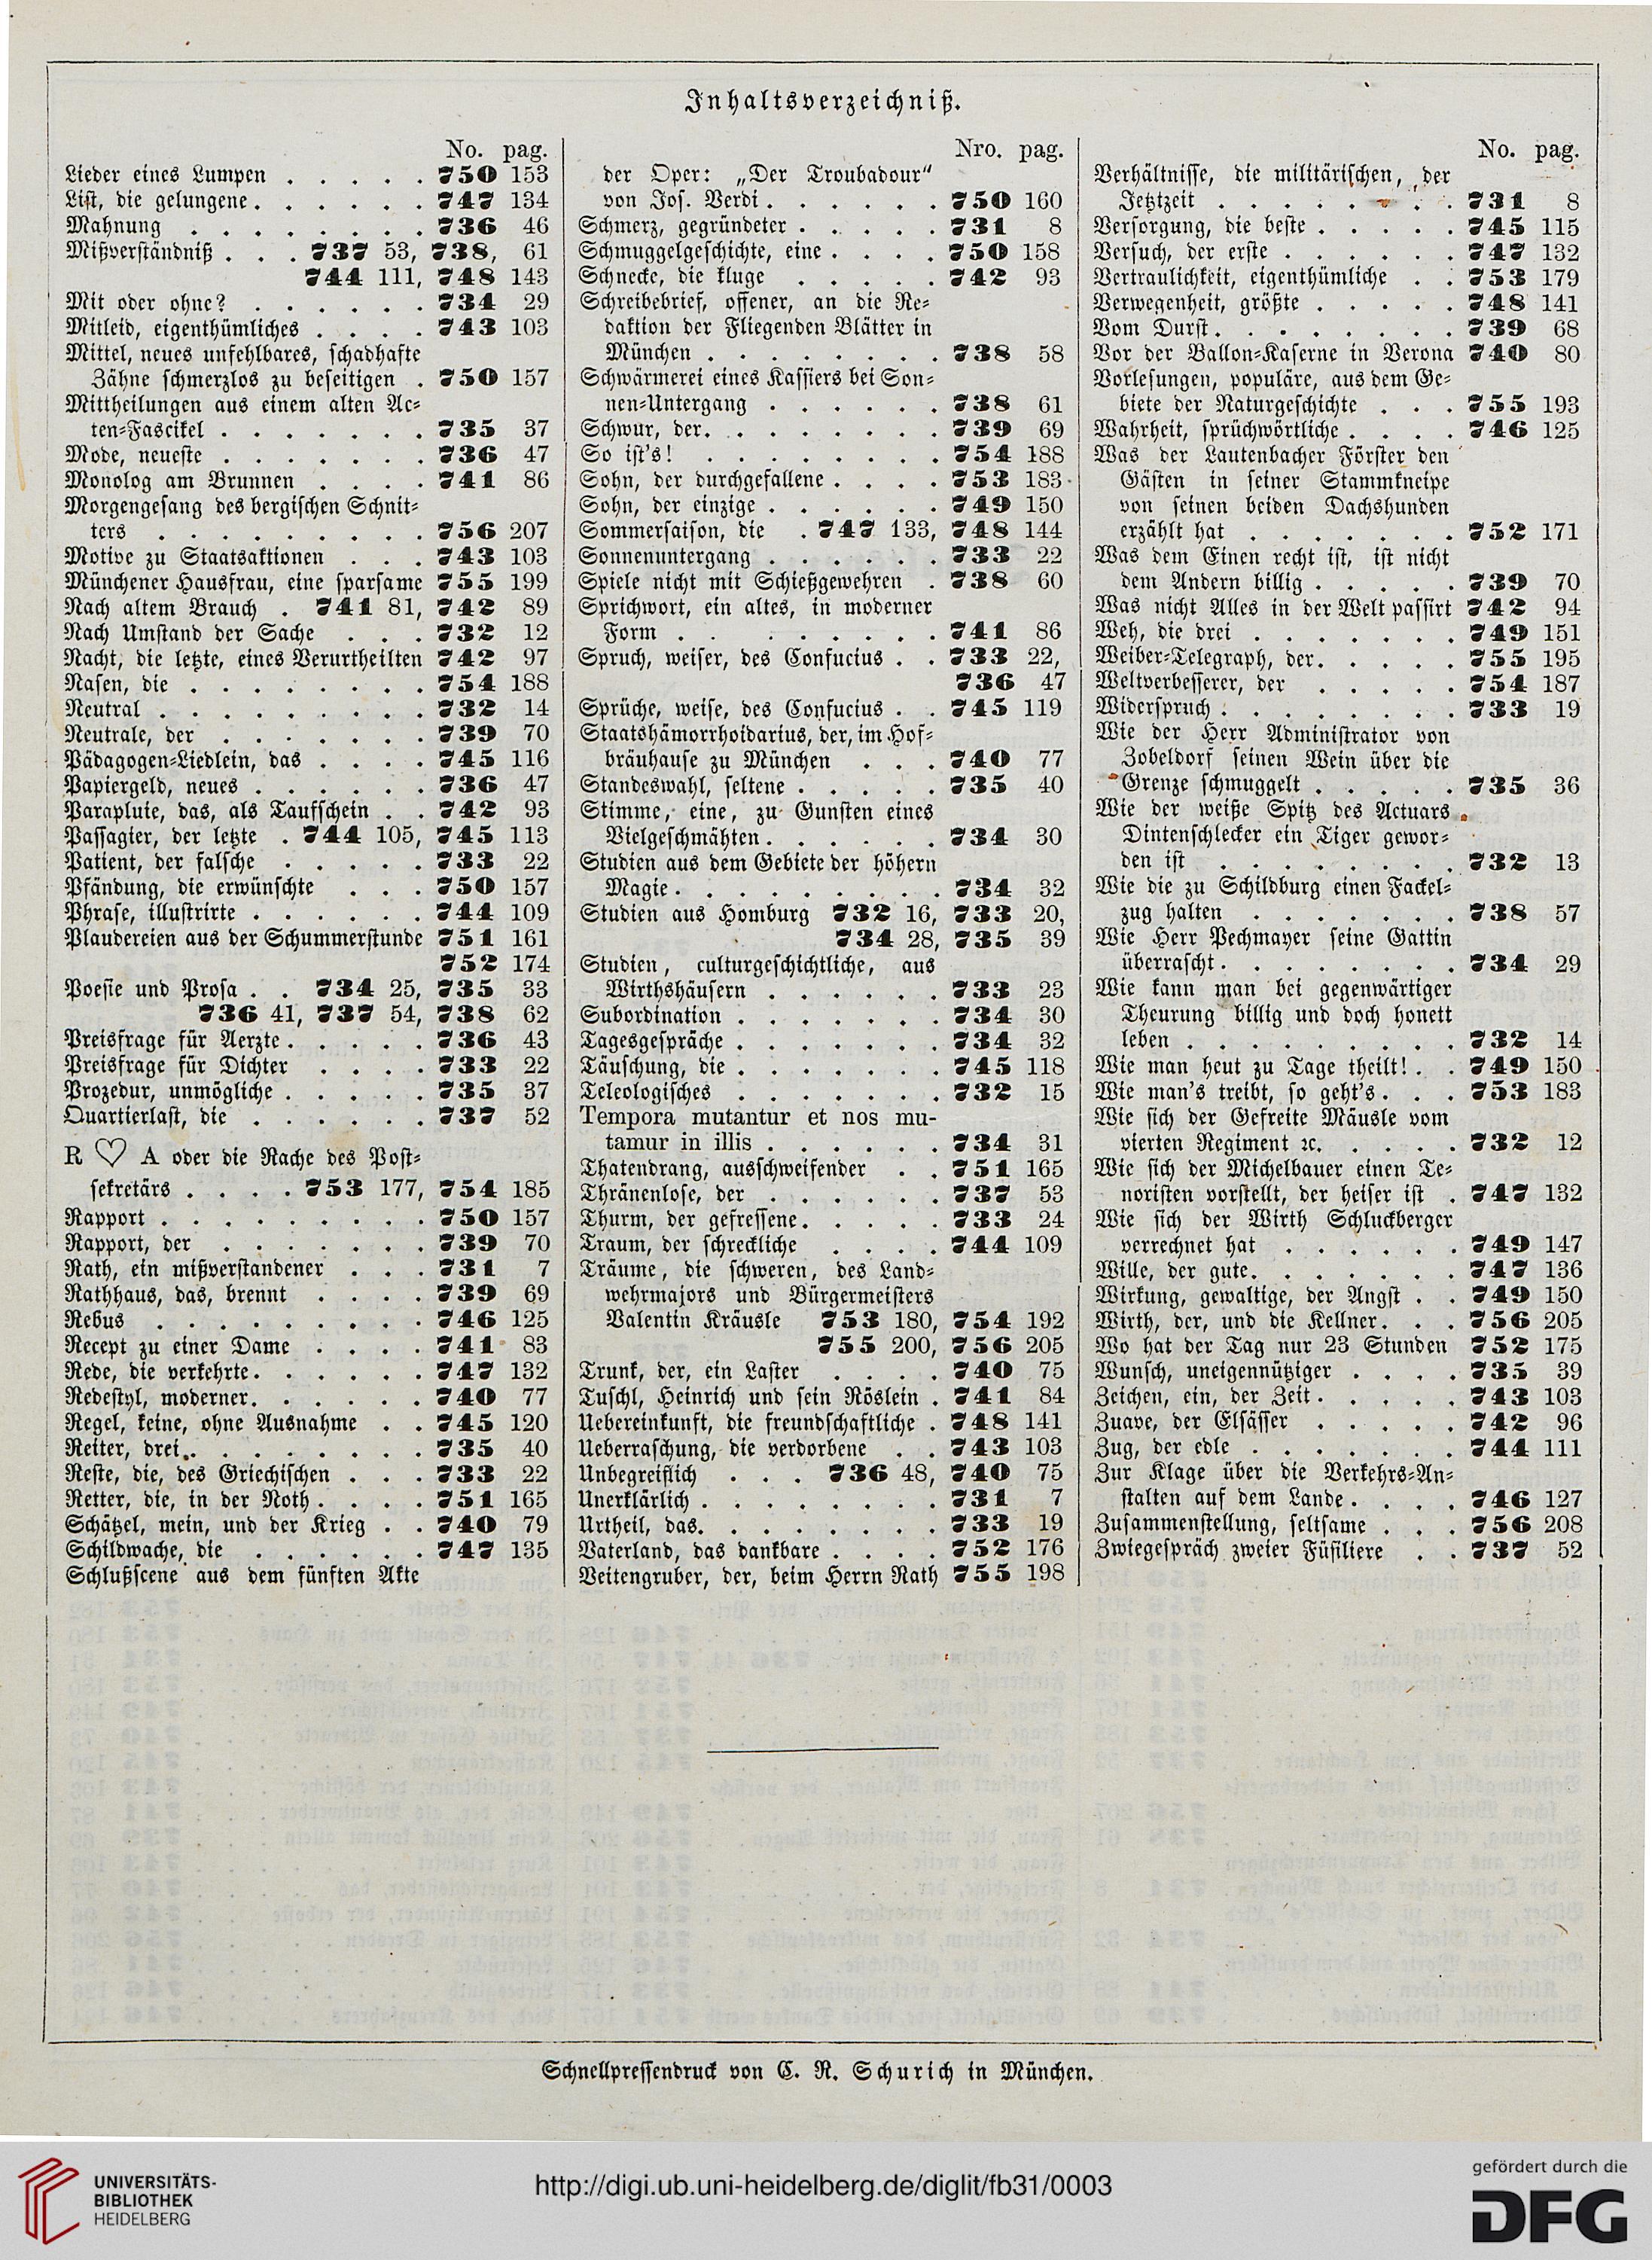 Inhaltsverzeichniß.
No. pag.
Lieder eines Lumpen . . . . . 750 153
List, die gelungene . . . . . . 747 134
Mahnung . . . . . . . . 736 46
Mißverständniß . . . 737 53, 738, 61
744 111, 748 143
Mit oder ohne? . . . . . . 734 29
Mitleid, eigenthümliches . . . . 743 103
Mittel, neues unfehlbares, schadhafte
Zähne schmerzlos zu beseitigen . 750 157
Mittheilungen aus einem alten Ac-
ten-Fascikel . . . . . . . 735 37
Mode, neueste . . . . . . . 736 47
Monolog am Brunnen . . . . 741 86
Morgengesang des bergischen Schnit-
ters . . . . . . . . . 756 207
Motive zu Staatsaktionen . . . 743 103
Münchener Hausfrau, eine sparsame 755 199
Nach altem Brauch . 741 81, 742 89
Nach Umstand der Sache . . . 732 12
Nacht, die letzte, eines Verurtheilten 742 97
Nasen, die . . . . . . . . 754 188
Neutral . . . . . . . . . 732 14
Neutrale, der . . . . . . . 739 70
Pädagogen-Liedlein, das . . . . 745 116
Papiergeld, neues . . . . . . 736 47
Parapluie, das, als Taufschein . . 742 93
Passagier, der letzte . 744 105, 745 113
Patient, der falsche . . . . . 733 22
Pfändung, die erwünschte . . . 750 157
Phrase, illustrirte . . . . . . 744 109
Plaudereien aus der Schummerstunde 751 161
752 174
Poesie und Prosa . . 734 25, 735 33
736 41, 737 54, 738 62
Preisfrage für Aerzte . . . . . 736 43
Preisfrage für Dichter . . . . 733 22
Prozedur, unmögliche . . . . . 735 37
Quartierlast, die . . . . . . 737 52
R ♡ A oder die Rache des Post-
sekretärs . . . . 753 177, 754 185
Rapport . . . . . . . . . 750 157
Rapport, der . . . . . . . 739 70
Rath, ein mißverstandener . . . 731 7
Rathhaus, das, brennt . . . . 739 69
Rebus . . . . . . . . . 746 125
Recept zu einer Dame . . . . 741 83
Rede, die verkehrte . . . . . . 747 132
Redestyl, moderner . . . . . . 740 77
Regel, keine, ohne Ausnahme . . 745 120
Reiter, drei . . . . . . . . 735 40
Reste, die, des Griechischen . . . 733 22
Retter, die, in der Noth . . . . 751 165
Schätzel, mein, und der Krieg . . 740 79
Schildwache, die . . . . . . 747 135
Schlußscene aus dem fünften Akte
Nro. pag.
der Oper: „Der Troubadour“
von Jos. Verdi . . . . . . 750 160
Schmerz, gegründeter . . . . . 731 8
Schmuggelgeschichte, eine . . . . 750 158
Schnecke, die kluge . . . . . 742 93
Schreibebrief, offener, an die Re-
daktion der Fliegenden Blätter in
München . . . . . . . . 738 58
Schwärmerei eines Kassiers bei Son-
nen-Untergang . . . . . . 738 61
Schwur, der . . . . . . . . 739 69
So ist's! . . . . . . . . 754 188
Sohn, der durchgefallene . . . . 753 183
Sohn, der einzige . . . . . . 749 150
Sommersaison, die . 747 133, 748 144
Sonnenuntergang . . . . . . 733 22
Spiele nicht mit Schießgewehren . 738 60
Sprichwort, ein altes, in moderner
Form . . . . . . . . 741 86
Spruch, weiser, des Confucius . . 733 22,
736 47
Sprüche, weise, des Confucius . . 745 119
Staatshämorrhoidarius, der, im Hof-
bräuhause zu München . . . 740 77
Standeswahl, seltene . . . . . 735 40
Stimme, eine, zu Gunsten eines
Vielgeschmähten . . . . . . 734 30
Studien aus dem Gebiete der höhern
Magie . . . . . . . . . 734 32
Studien aus Homburg 732 16, 733 20,
734 28, 735 39
Studien, culturgeschichtliche, aus
Wirthshäusern . . . . . . 733 23
Subordination . . . . . . . 734 30
Tagesgespräche . . . . . . . 734 32
Täuschung, die . . . . . . . 745 118
Teleologisches . . . . . . . 732 15
Tempora mutantur et nos mu-
tamur in illis . . . . . . 734 31
Thatendrang, ausschweifender . . 751 165
Thränenlose, der . . . . . . 737 53
Thurm, der gefressene . . . . . 733 24
Traum, der schreckliche . . . . 744 109
Träume, die schweren, des Land-
wehrmajors und Bürgermeisters
Valentin Kräusle 753 180, 754 192
755 200, 756 205
Trunk, der, ein Laster . . . . 740 75
Tuschl, Heinrich und sein Röslein . 741 84
Uebereinkunft, die freundschaftliche . 748 141
Ueberraschung, die verdorbene . . 743 103
Unbegreiflich . . . 736 48, 740 75
Unerklärlich . . . . . . . . 731 7
Urtheil, das . . . . . . . . 733 19
Vaterland, das dankbare . . . . 752 176
Veitengruber, der, beim Herrn Rath 755 198
No. pag.
Verhältnisse, die militärischen, der
Jetztzeit . . . . . . . . 731 8
Versorgung, die beste . . . . . 745 115
Versuch, der erste . . . . . . 747 132
Vertraulichkeit, eigenthümliche . . 753 179
Verwegenheit, größte . . . . . 748 141
Vom Durst . . . . . . . . 739 68
Vor der Ballon-Kaserne in Verona 740 80
Vorlesungen, populäre, aus dem Ge-
biete der Naturgeschichte . . . 755 193
Wahrheit, sprüchwörtliche . . . . 746 125
Was der Lautenbacher Förster den
Gästen in seiner Stammkneipe
von seinen beiden Dachshunden
erzählt hat . . . . . . . 752 171
Was dem Einen recht ist, ist nicht
dem Andern billig . . . . . 739 70
Was nicht Alles in der Welt passirt 742 94
Weh, die drei . . . . . . . 749 151
Weiber-Telegraph, der . . . . . 755 195
Weltverbesserer, der . . . . . 754 187
Widerspruch . . . . . . . . 733 19
Wie der Herr Administrator von
Zobeldorf seinen Wein über die
Grenze schmuggelt . . . . . 735 36
Wie der weiße Spitz des Actuars
Dintenschlecker ein Tiger gewor-
den ist . . . . . . . . 732 13
Wie die zu Schildburg einen Fackel-
zug halten . . . . . . . 738 57
Wie Herr Pechmayer seine Gattin
überrascht . . . . . . . . 734 29
Wie kann man bei gegenwärtiger
Theurung billig und doch honett
leben . . . . . . . . . 732 14
Wie man heut zu Tage theilt! . . 749 150
Wie man's treibt, so geht's . . . 753 183
Wie sich der Gefreite Mäusle vom
vierten Regiment ꝛc. . . . . . 732 12
Wie sich der Michelbauer einen Te-
noristen vorstellt, der heiser ist . 747 132
Wie sich der Wirth Schluckberger
verrechnet hat . . . . . . 749 147
Wille, der gute . . . . . . . 747 136
Wirkung, gewaltige, der Angst . . 749 150
Wirth, der, und die Kellner . . . 756 205
Wo hat der Tag nur 23 Stunden 752 175
Wunsch, uneigennütziger . . . . 735 39
Zeichen, ein, der Zeit . . . . . 743 103
Zuave, der Elsässer . . . . . 742 96
Zug, der edle . . . . . . . 744 111
Zur Klage über die Verkehrs-An-
stalten auf dem Lande . . . . 746 127
Zusammenstellung, seltsame . . . 756 208
Zwiegespräch zweier Füsiliere . . 737 52
Schnellpressendruck von C. R. Schurich in München.
UNIVERSITÄTS-
BIBLIOTHEK
HEIDELBERG
http://digi.ub.uni-heidelberg.de/diglit/fb31/0003
gefördert durch die
DFG